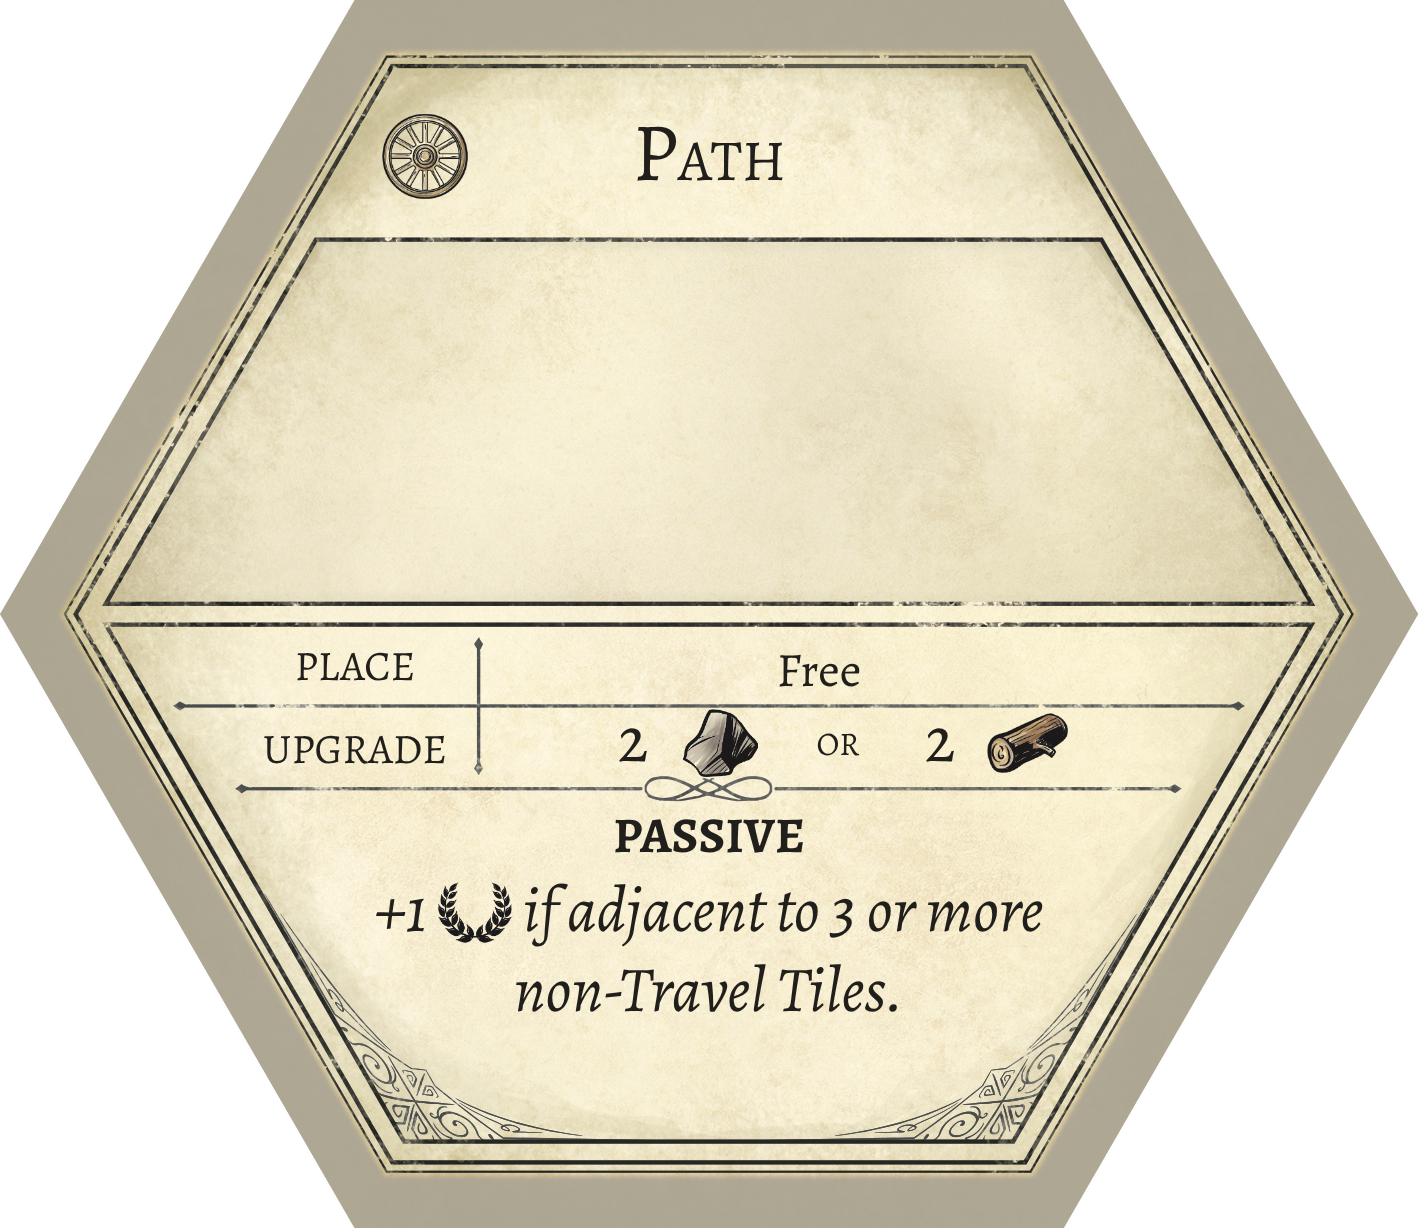 Path
PLACE
Free
UPGRADE
2 OR 2
PASSIVE
+1 if adjacent to 3 or more
non-Travel Tiles.